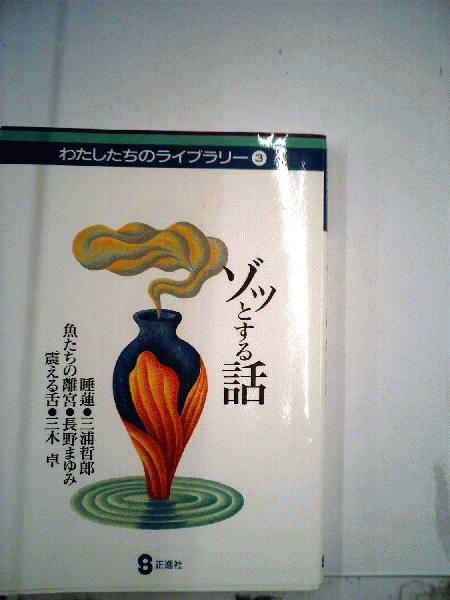 わたしたちのライブラリー3
ゾッとする話
睡蓮●三浦哲郎
魚たちの離宮●長野まゆみ
震える舌●三木 卓
正進社